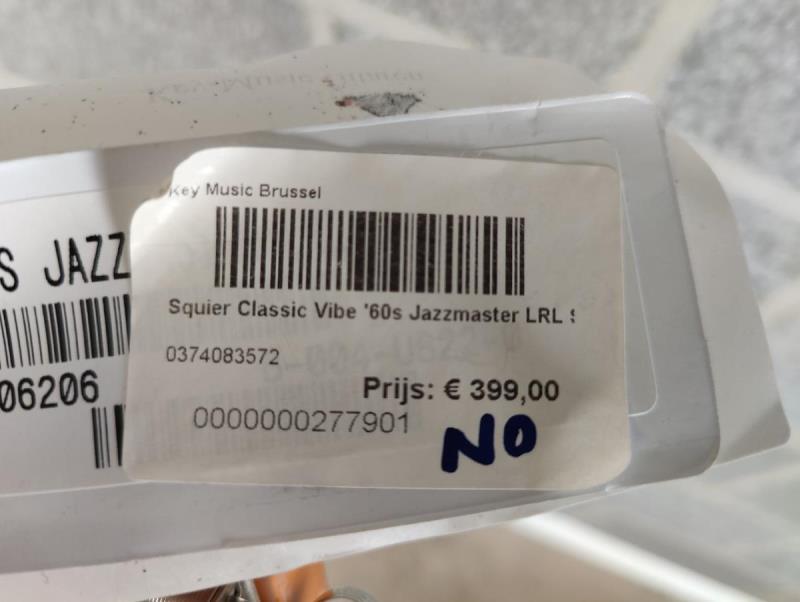 Key Music Brussel
S JAZZ
Squier Classic Vibe '60s Jazzmaster LRL S
0374083572
06206
Prijs: € 399,00
0000000277901
NO